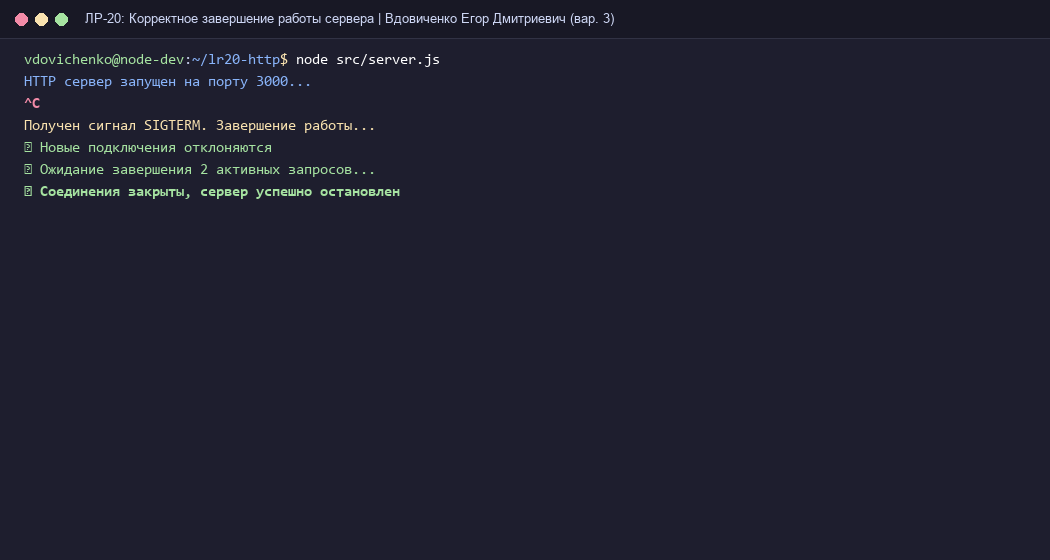 ЛР-20: Корректное завершение работы сервера | Вдовиченко Егор Дмитриевич (вар. 3)
vdovichenko@node-dev:~/lr20-http$ node src/server.js
HTTP сервер запущен на порту 3000...
^C
Получен сигнал SIGTERM. Завершение работы...
Новые подключения отклоняются
Ожидание завершения 2 активных запросов...
Соединения закрыты, сервер успешно остановлен